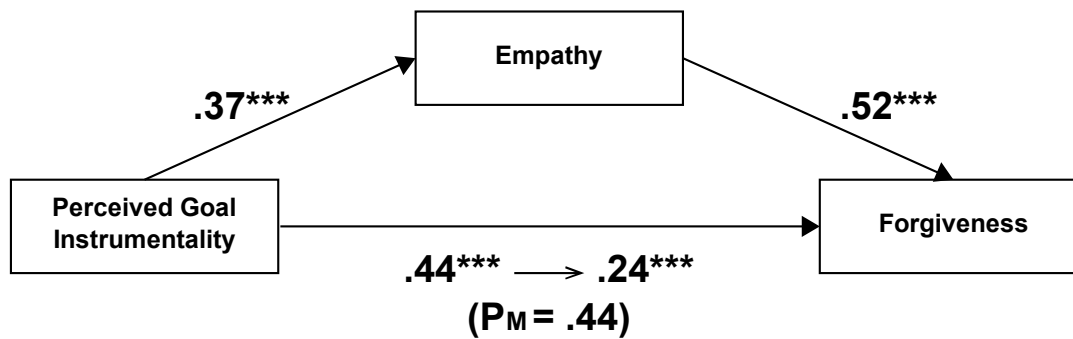 Empathy
.37***
.52***
Perceived Goal
Instrumentality
Forgiveness
.44*** → .24***
(PM = .44)